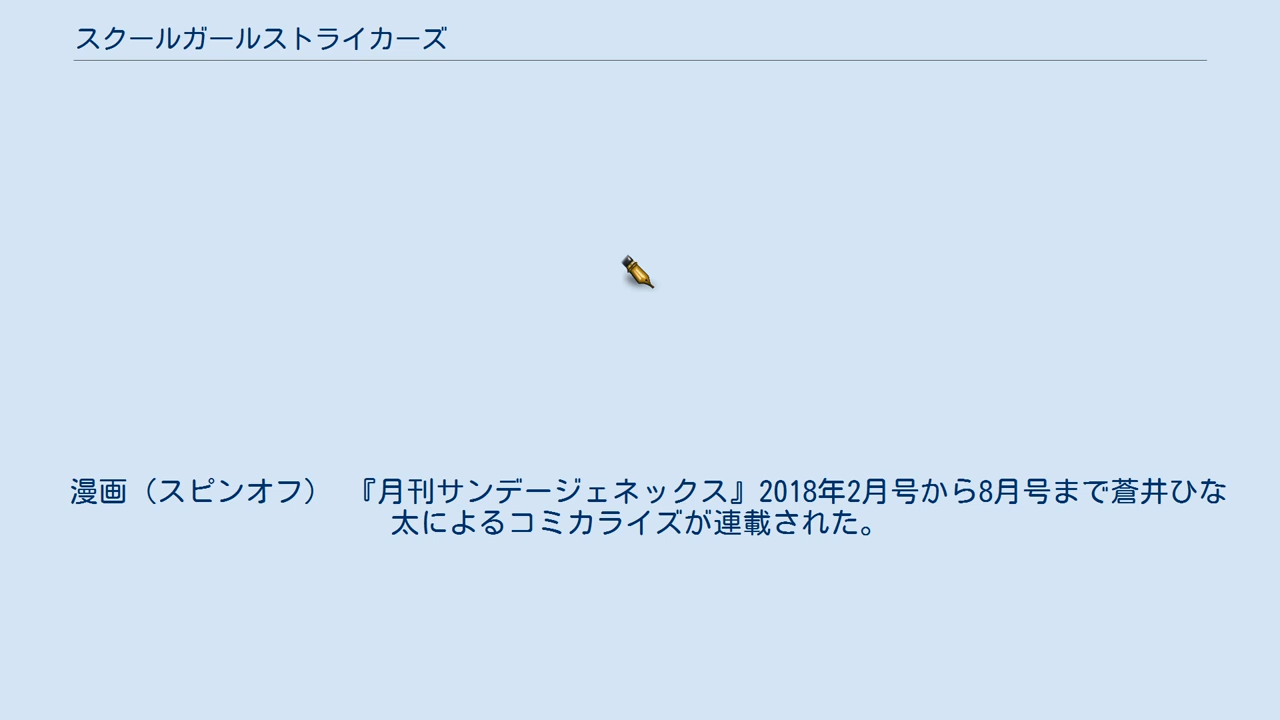 スクールガールストライカーズ
漫画（スピンオフ）　『月刊サンデージェネックス』2018年2月号から8月号まで蒼井ひな
太によるコミカライズが連載された。